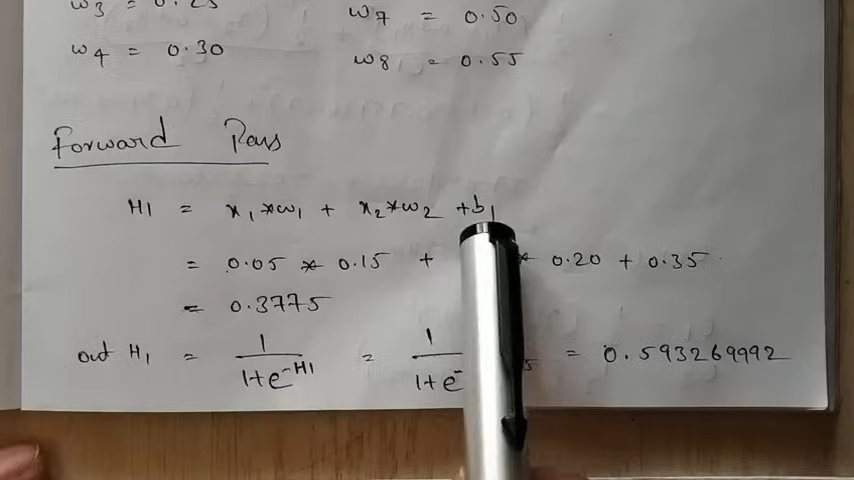 w3 = 0.25 w7 = 0.50
w4 = 0.30 w8 = 0.55
Forward Pass
H1 = x1*w1 + x2*w2 +b1
= 0.05 * 0.15 + * 0.20 + 0.35
= 0.3775
out H1 = 1/1+e^-H1 = 1/1+e^- 5 = 0.593269992